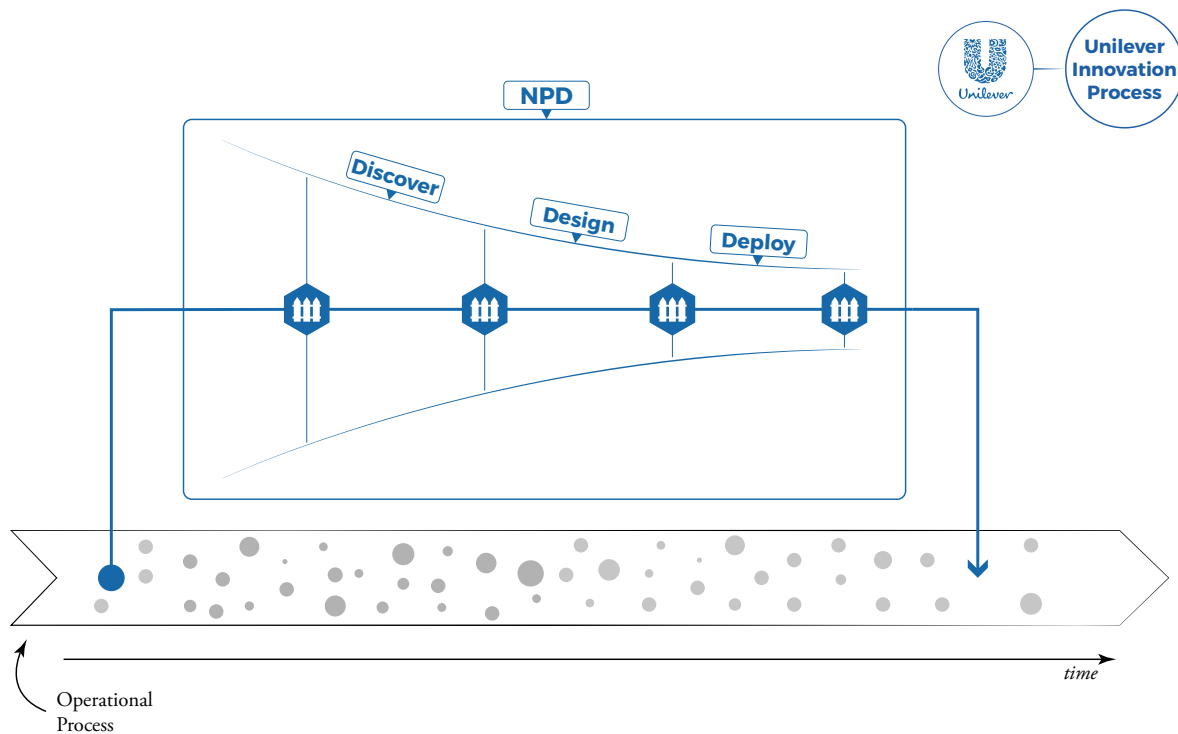 Unilever
Unilever
Innovation
Process
NPD
Discover
Design
Deploy
time
Operational
Process